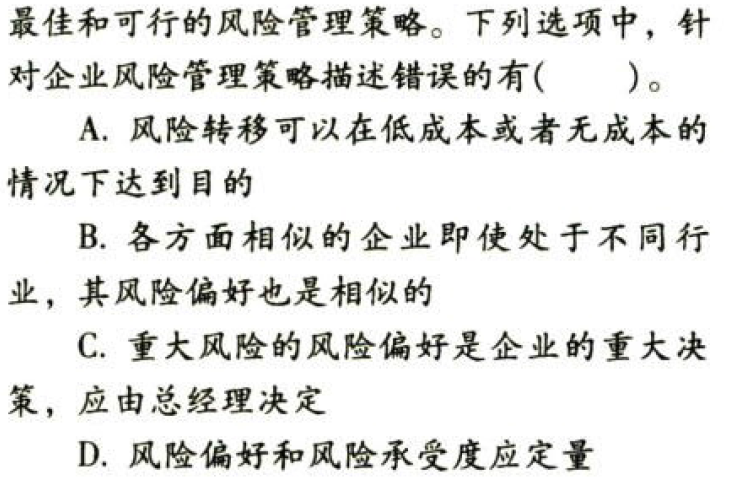 最佳和可行的风险管理策略。下列选项中，针
对企业风险管理策略描述错误的有(　　)。
A. 风险转移可以在低成本或者无成本的
情况下达到目的
B. 各方面相似的企业即使处于不同行
业，其风险偏好也是相似的
C. 重大风险的风险偏好是企业的重大决
策，应由总经理决定
D. 风险偏好和风险承受度应定量